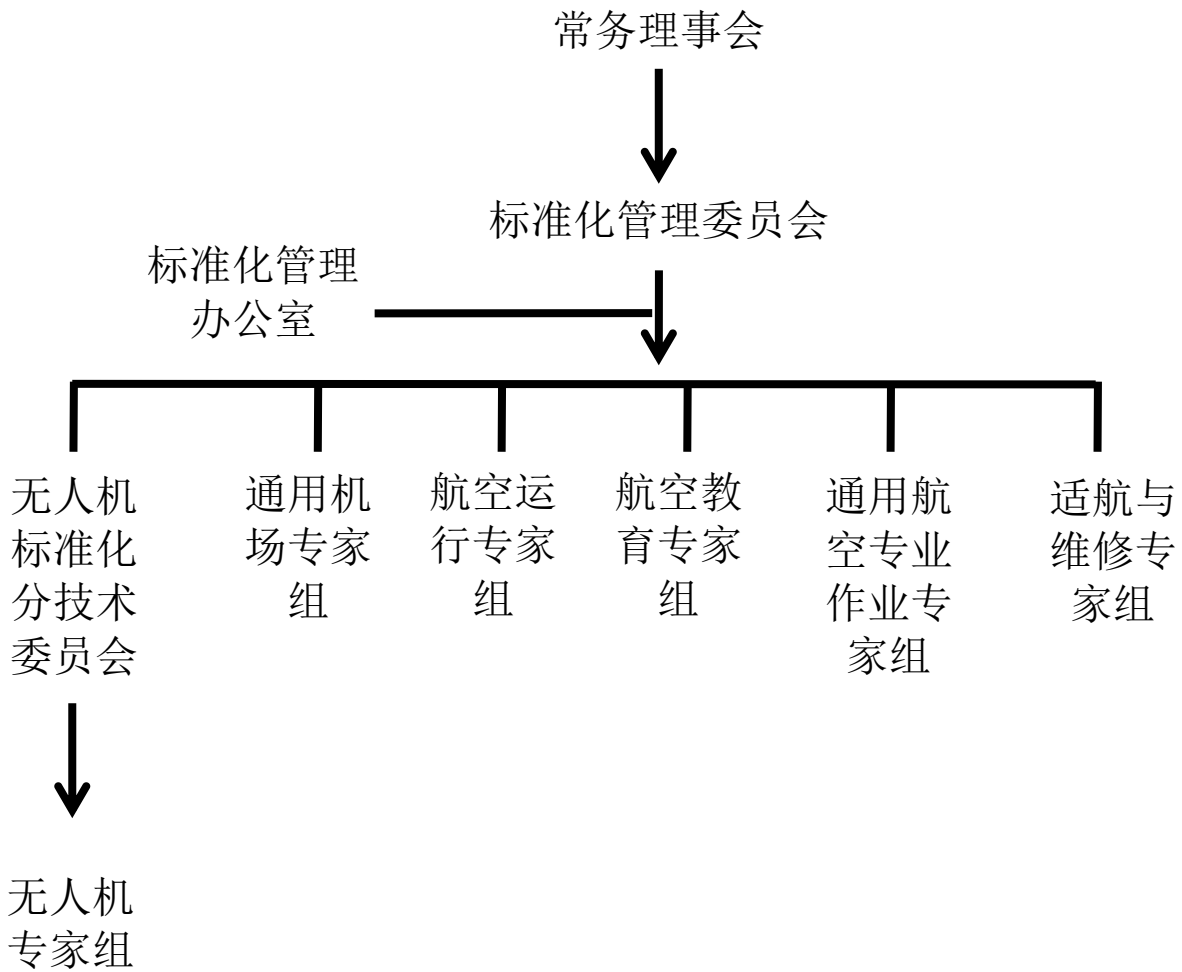 常务理事会
标准化管理委员会
标准化管理
办公室
无人机
标准化
分技术
委员会
通用机
场专家
组
航空运
行专家
组
航空教
育专家
组
通用航
空专业
作业专
家组
适航与
维修专
家组
无人机
专家组